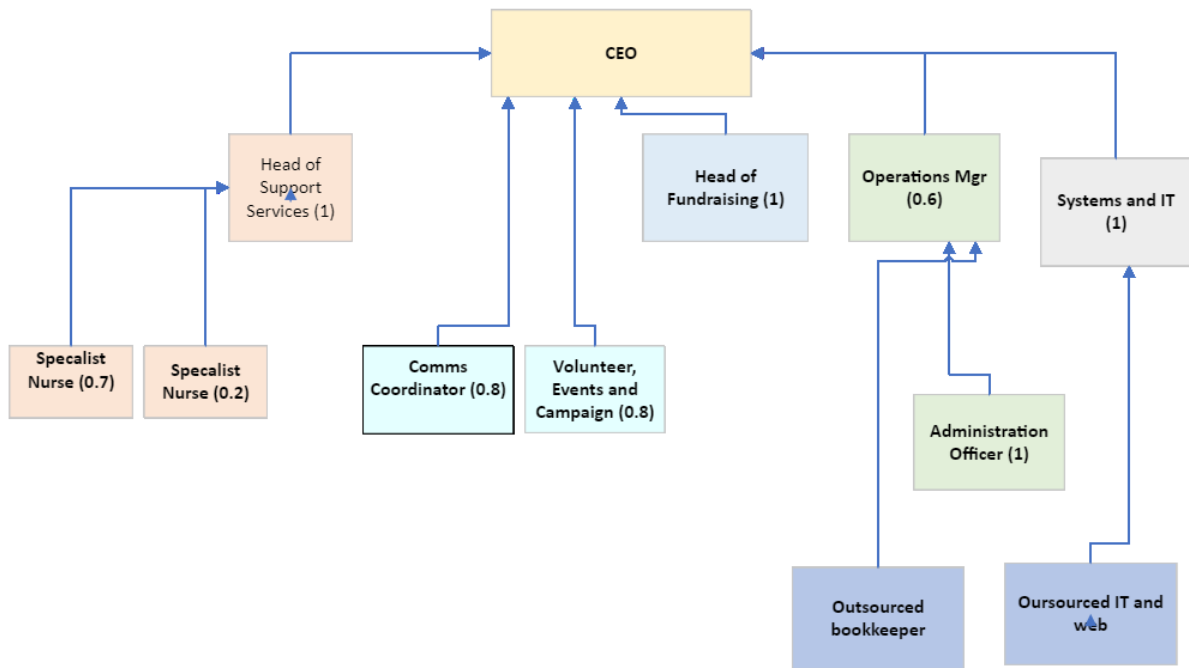 CEO
Head of
Support
Services (1)
Head of
Fundraising (1)
Operations Mgr
(0.6)
Systems and IT
(1)
Specalist
Nurse (0.7)
Specalist
Nurse (0.2)
Comms
Coordinator (0.8)
Volunteer,
Events and
Campaign (0.8)
Administration
Officer (1)
Outsourced
bookkeeper
Oursourced IT and
web